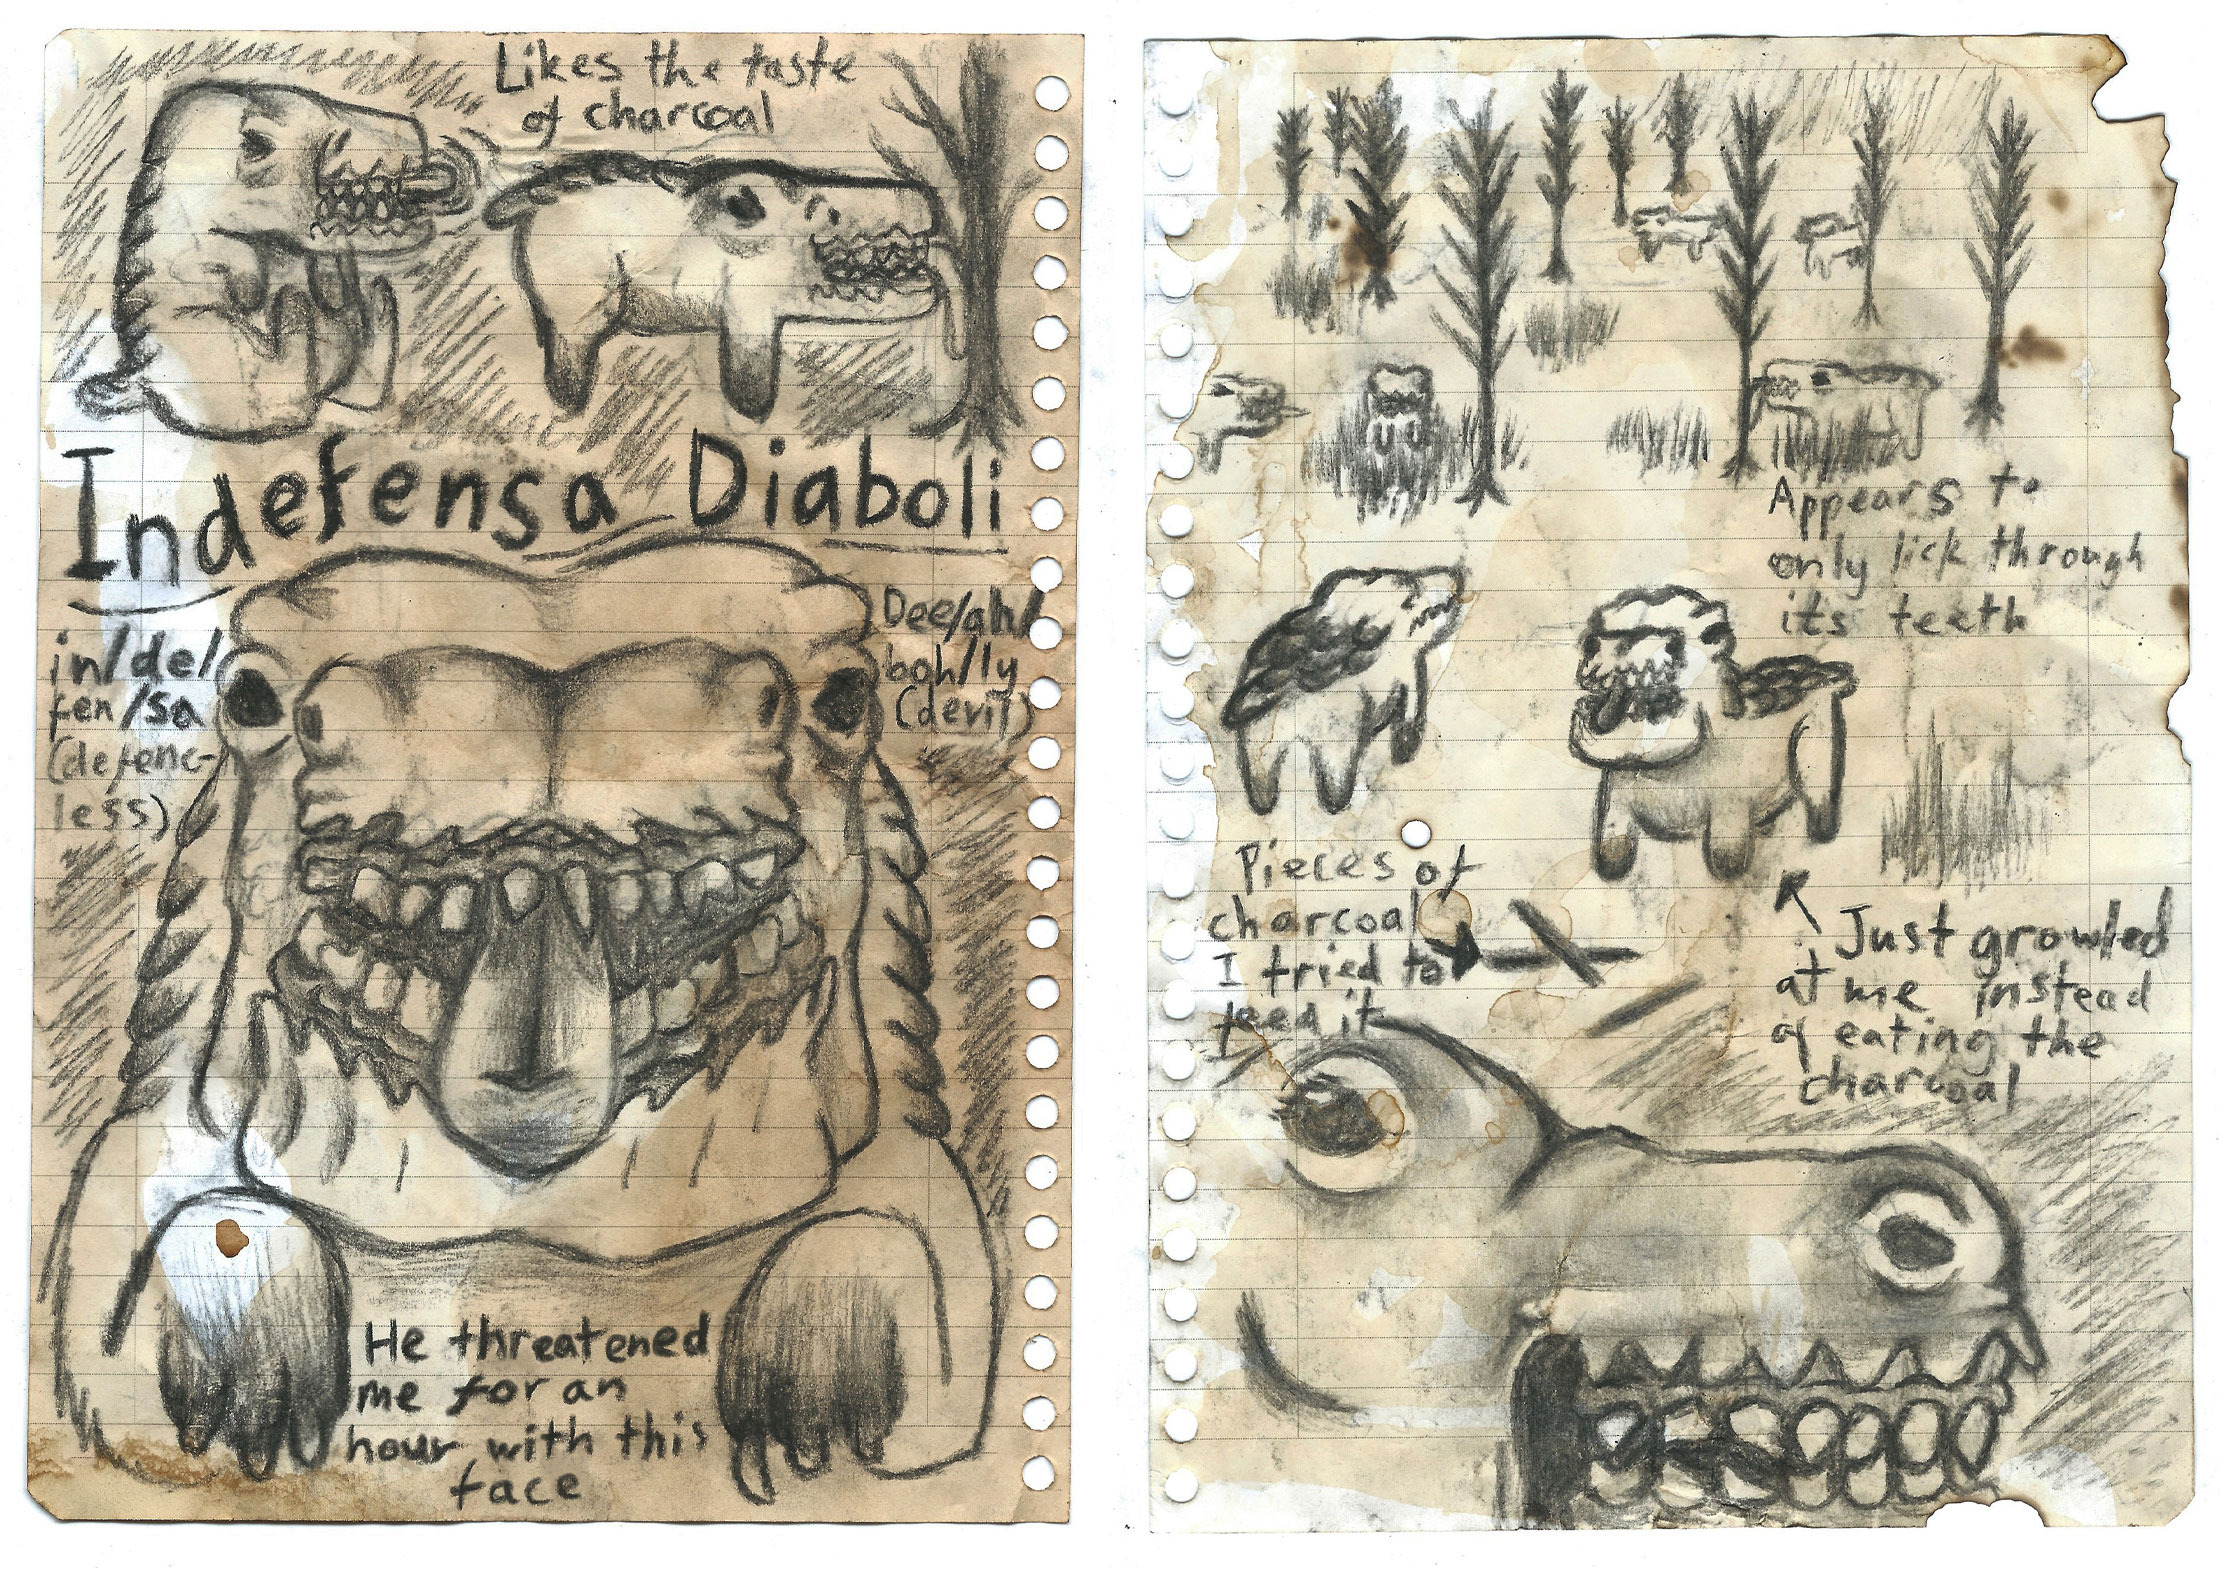 Likes the taste
of charcoal
Indefensa Diaboli
in/de/
fen/sa
(defenc-
less)
Dee/ah/
boh/ly
(devil)
He threatened
me for an
hour with this
face
Appears to
only lick through
its teeth
Pieces of
charcoal
I tried to
feed it
Just growled
at me instead
of eating the
charcoal